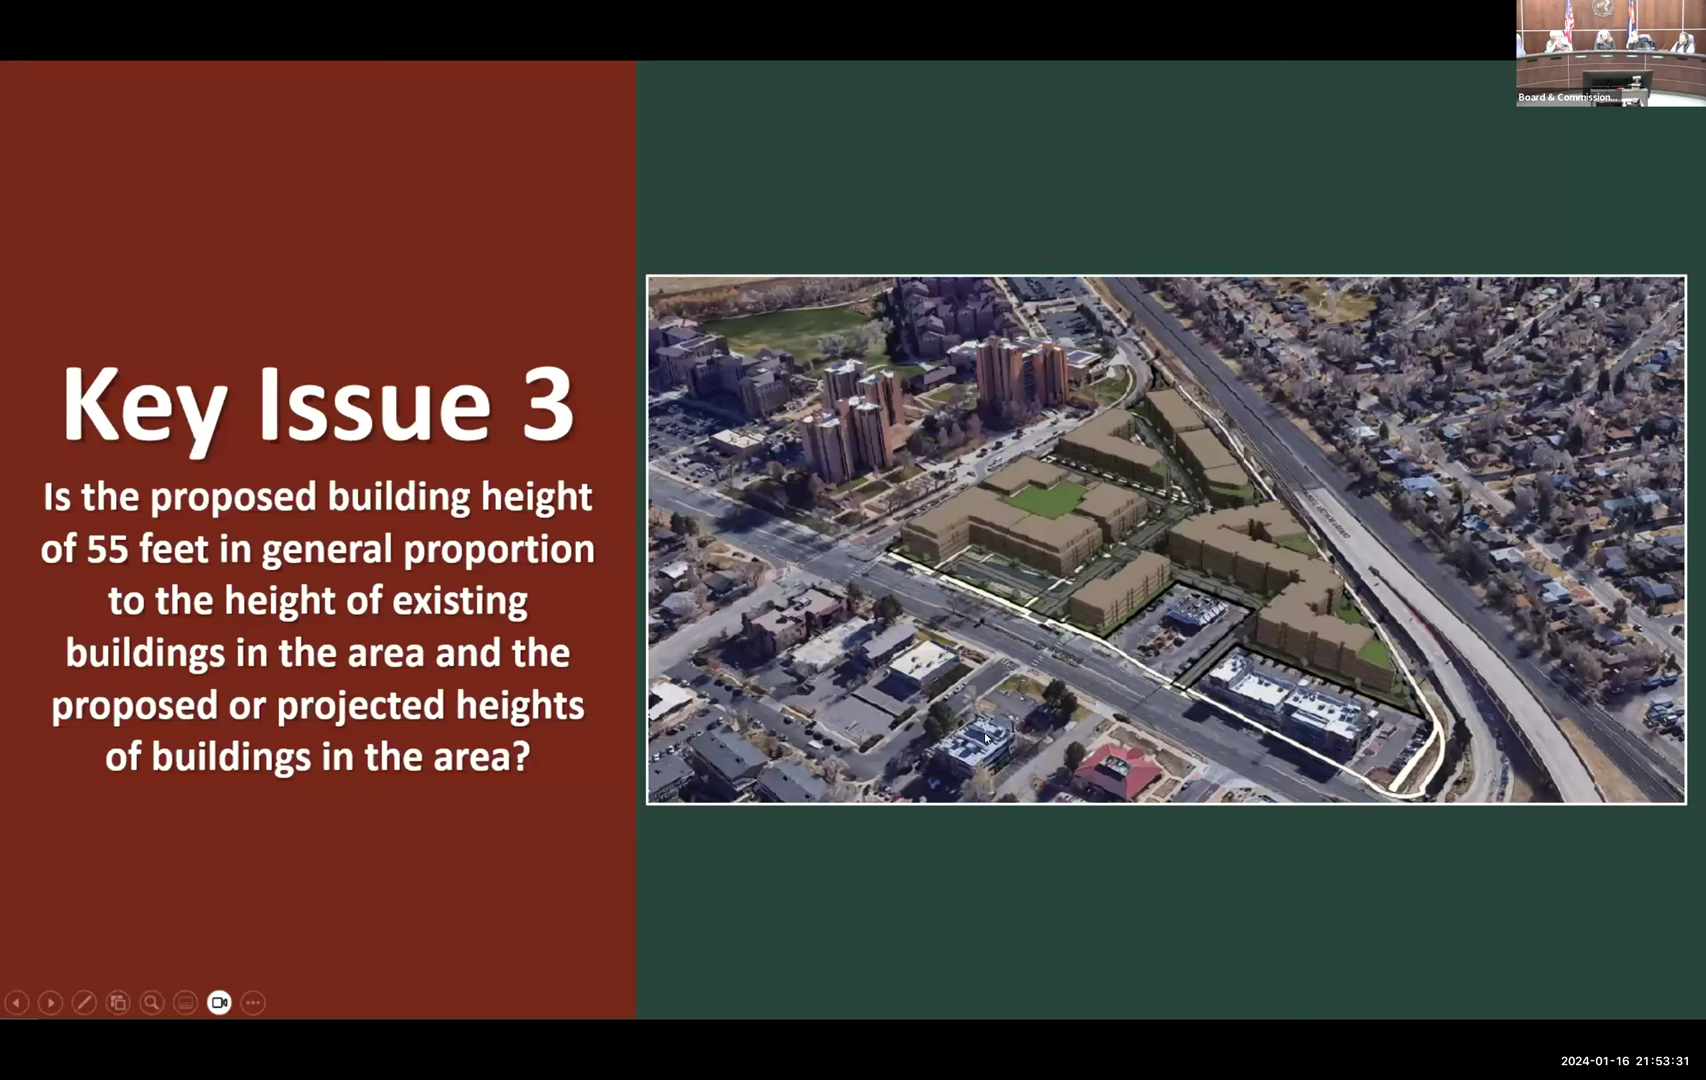 Board & Commission...
Key Issue 3
Is the proposed building height
of 55 feet in general proportion
to the height of existing
buildings in the area and the
proposed or projected heights
of buildings in the area?
2024-01-16 21:53:31